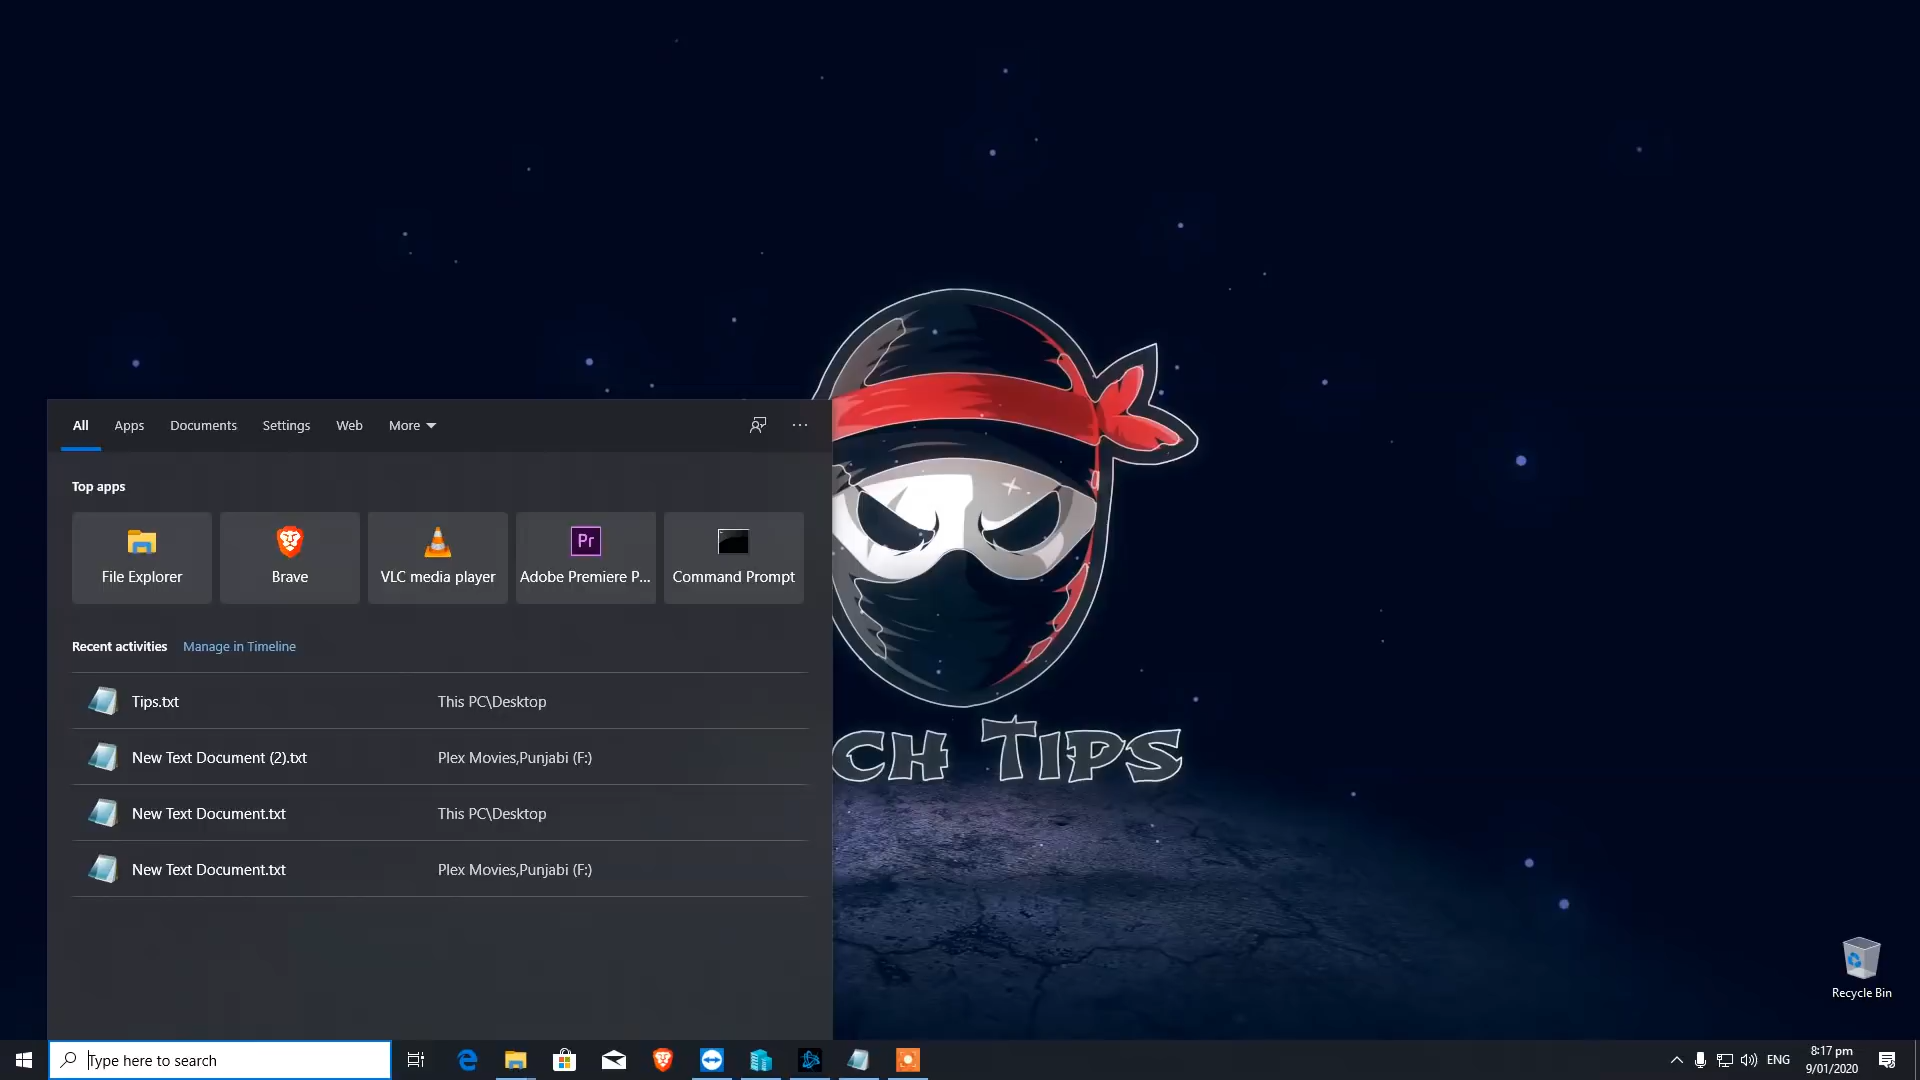 All Apps Documents Settings Web More
Top apps
Pr
File Explorer Brave VLC media player Adobe Premiere P... Command Prompt
Recent activities Manage in Timeline
Tips.txt This PC\Desktop
New Text Document (2).txt Plex Movies,Punjabi (F:)
New Text Document.txt This PC\Desktop
New Text Document.txt Plex Movies,Punjabi (F:)
CH TIPS
Recycle Bin
Type here to search
ENG
8:17 pm
9/01/2020